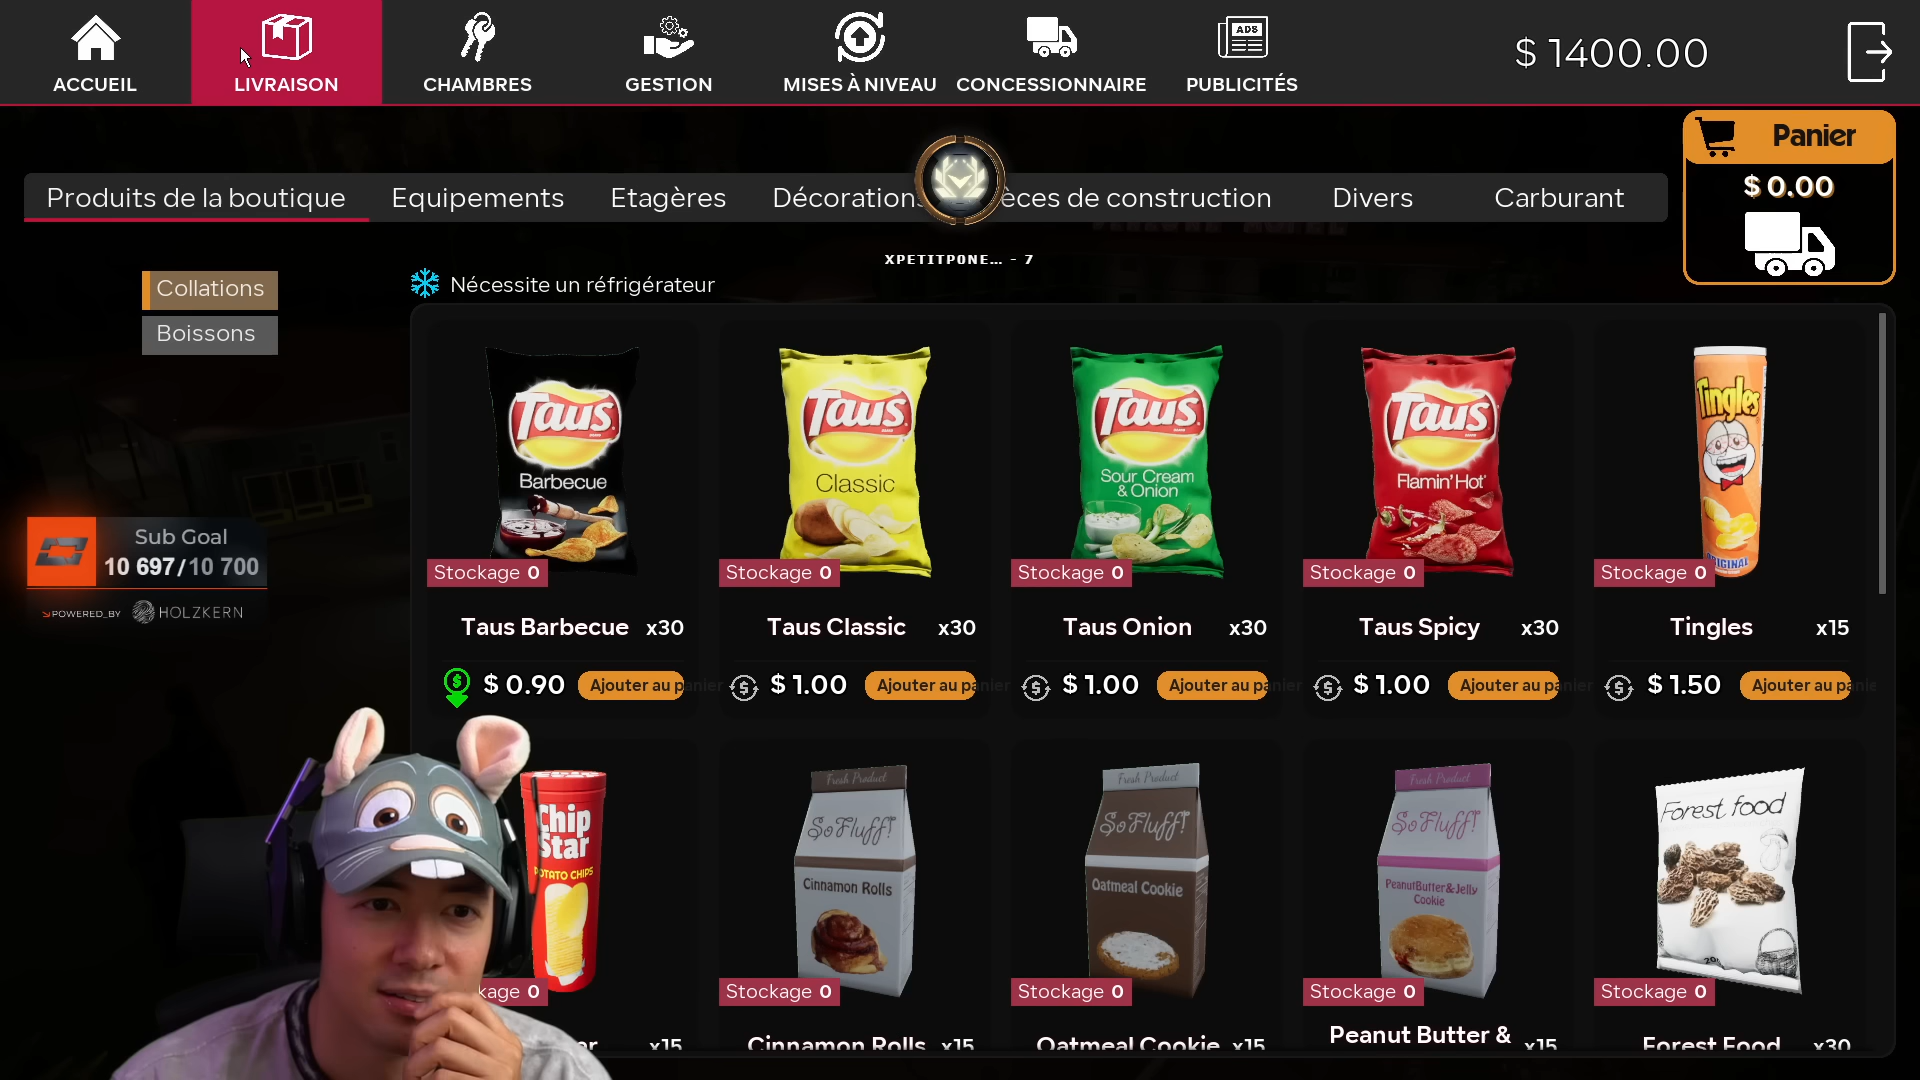 ACCUEIL
LIVRAISON
CHAMBRES
GESTION
MISES À NIVEAU
CONCESSIONNAIRE
ADS
PUBLICITÉS
$ 1400.00
Panier
$ 0.00
Produits de la boutique
Equipements
Etagères
Décorations
èces de construction
Divers
Carburant
XPETITPONE... - 7
Collations
Boissons
Nécessite un réfrigérateur
Taus
Barbecue
Taus
Classic
Taus
Sour Cream
& Onion
Taus
Flamin'Hot
Tingles
Stockage 0
Stockage 0
Stockage 0
Stockage 0
Stockage 0
Taus Barbecue x30
Taus Classic x30
Taus Onion x30
Taus Spicy x30
Tingles x15
$ 0.90 Ajouter au panier
$ 1.00 Ajouter au panier
$ 1.00 Ajouter au panier
$ 1.00 Ajouter au panier
$ 1.50 Ajouter au panie
Sub Goal
10 697/10 700
POWERED_BY HOLZKERN
Chip
Star
POTATO CHIPS
Fresh Product
So Fluff!
Cinnamon Rolls
Fresh Product
So Fluff!
Oatmeal Cookie
Fresh Product
So Fluff!
PeanutButter&Jelly
Cookie
Forest food
kage 0
Stockage 0
Stockage 0
Stockage 0
Stockage 0
x15
Cinnamon Rolls x15
Oatmeal Cookie x15
Peanut Butter &
x15
Forest Food x30